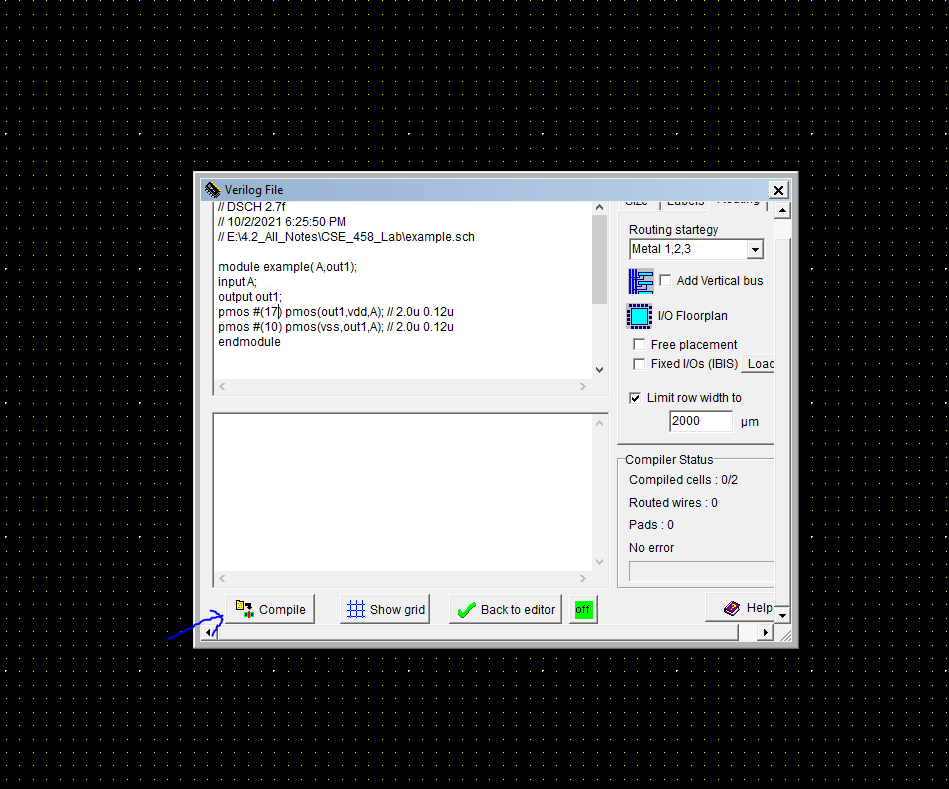 Verilog File
// DSCH 2.7f
// 10/2/2021 6:25:50 PM
// E:\4.2_All_Notes\CSE_458_Lab\example.sch
module example( A,out1);
input A;
output out1;
pmos #(17) pmos(out1,vdd,A); // 2.0u 0.12u
pmos #(10) pmos(vss,out1,A); // 2.0u 0.12u
endmodule
Size Labels Routing
Routing startegy
Metal 1,2,3
Add Vertical bus
I/O Floorplan
Free placement
Fixed I/Os (IBIS) Load
Limit row width to
2000 µm
Compiler Status
Compiled cells : 0/2
Routed wires : 0
Pads : 0
No error
Compile Show grid Back to editor off Help